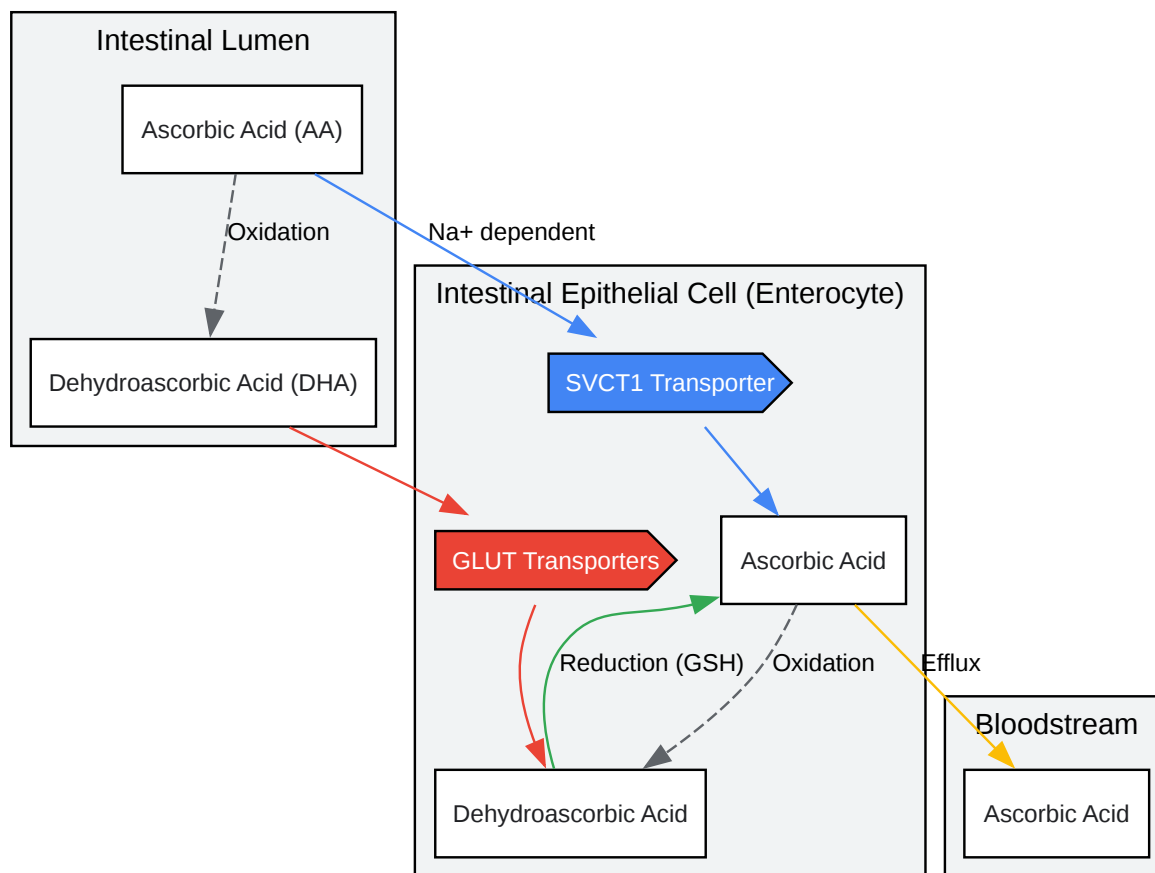 Intestinal Lumen
Ascorbic Acid (AA)
Oxidation
Na+ dependent
Dehydroascorbic Acid (DHA)
Intestinal Epithelial Cell (Enterocyte)
SVCT1 Transporter
GLUT Transporters
Ascorbic Acid
Reduction (GSH)
Oxidation
Efflux
Dehydroascorbic Acid
Bloodstream
Ascorbic Acid